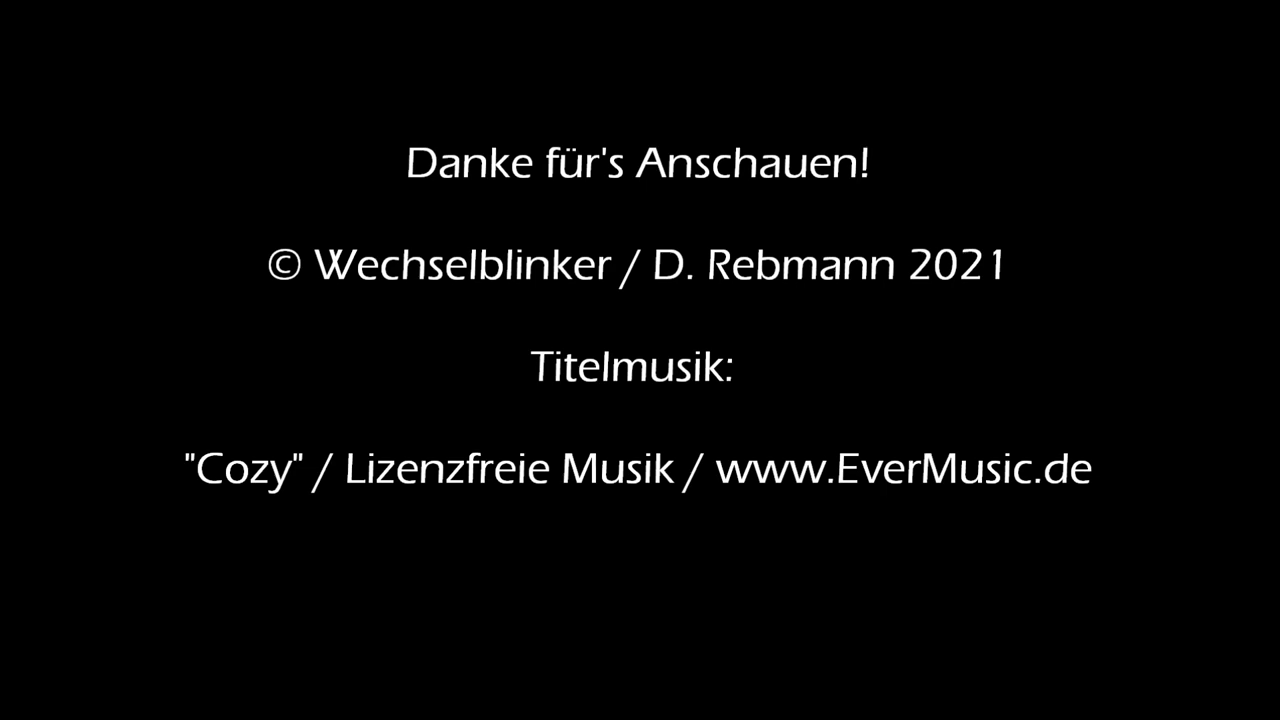 Danke für's Anschauen!
© Wechselblinker / D. Rebmann 2021
Titelmusik:
"Cozy" / Lizenzfreie Musik / www.EverMusic.de